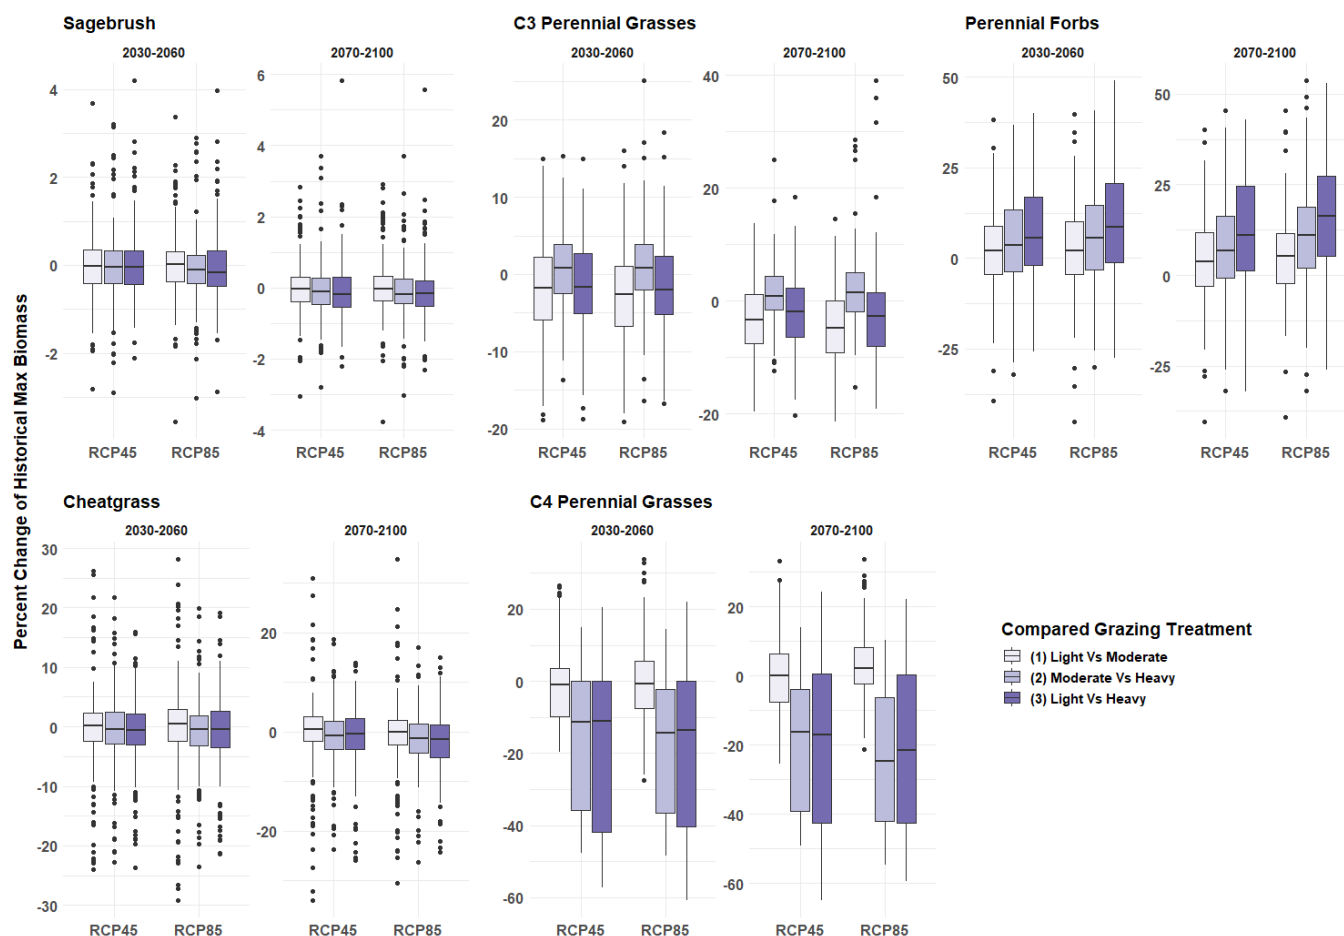 Sagebrush
C3 Perennial Grasses
Perennial Forbs
2030-2060
2070-2100
2030-2060
2070-2100
2030-2060
2070-2100
4
2
0
-2
6
4
2
0
-2
-4
20
10
0
-10
-20
40
20
0
-20
50
25
0
-25
50
25
0
-25
RCP45
RCP85
RCP45
RCP85
RCP45
RCP85
RCP45
RCP85
RCP45
RCP85
RCP45
RCP85
Percent Change of Historical Max Biomass
Cheatgrass
C4 Perennial Grasses
2030-2060
2070-2100
2030-2060
2070-2100
30
20
10
0
-10
-20
-30
20
0
-20
20
0
-20
-40
-60
20
0
-20
-40
-60
RCP45
RCP85
RCP45
RCP85
RCP45
RCP85
RCP45
RCP85
Compared Grazing Treatment
(1) Light Vs Moderate
(2) Moderate Vs Heavy
(3) Light Vs Heavy